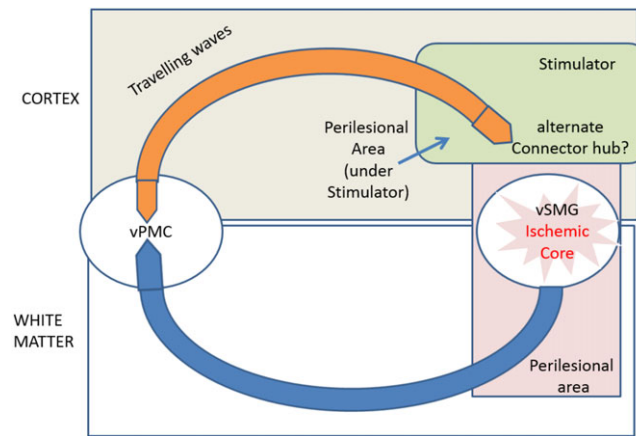 Travelling waves
Stimulator
CORTEX
Perilesional
Area
(under
Stimulator)
alternate
Connector hub?
vPMC
vSMG
Ischemic
Core
WHITE
MATTER
Perilesional
area